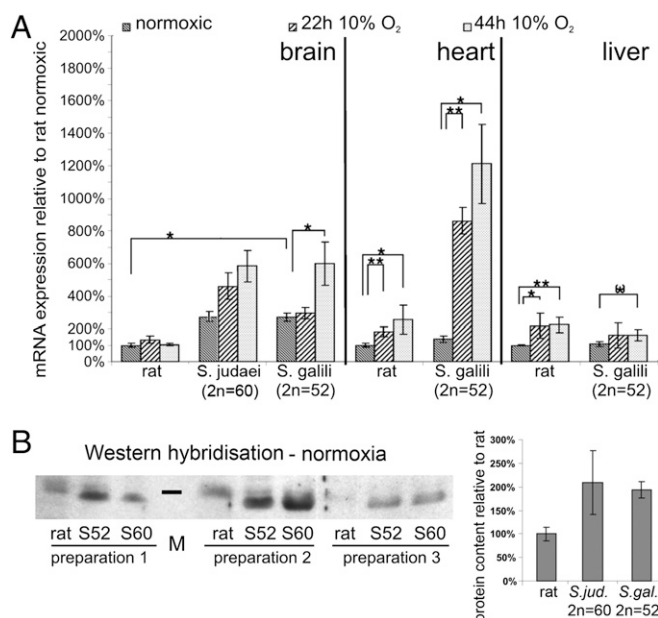 A
normoxic 22h 10% O₂ 44h 10% O₂
mRNA expression relative to rat normoxic
2000%
1800%
1600%
1400%
1200%
1000%
800%
600%
400%
200%
100%
0%
brain heart liver
* * * ** * ** * ** (*)
rat S. judaei (2n=60) S. galili (2n=52) rat S. galili (2n=52) rat S. galili (2n=52)
B
Western hybridisation - normoxia
rat S52 S60 M rat S52 S60 rat S52 S60
preparation 1 preparation 2 preparation 3
protein content relative to rat
300%
250%
200%
150%
100%
50%
0%
rat S.jud. S.gal.
2n=60 2n=52